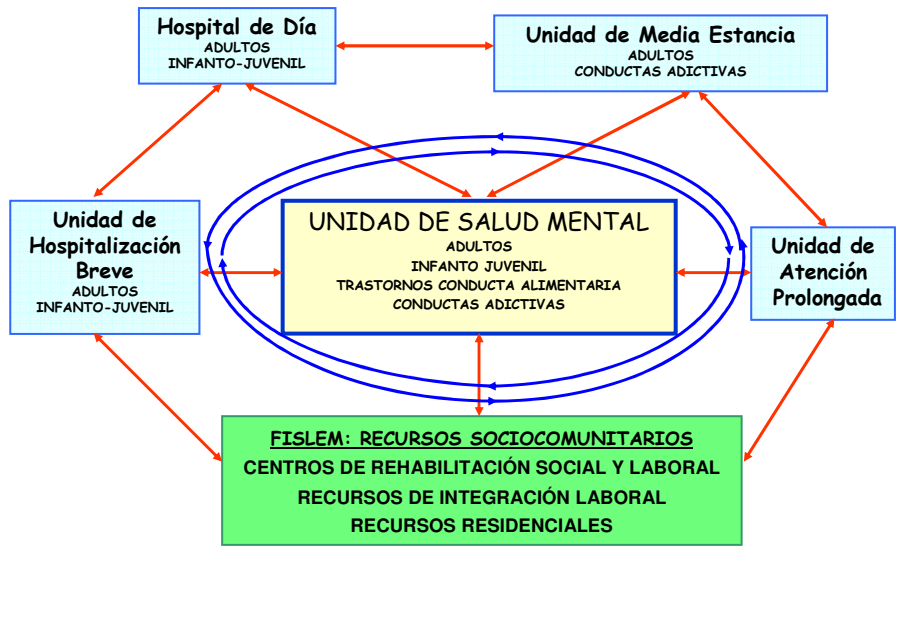 Hospital de Día
ADULTOS
INFANTO-JUVENIL
Unidad de Media Estancia
ADULTOS
CONDUCTAS ADICTIVAS
Unidad de
Hospitalización
Breve
ADULTOS
INFANTO-JUVENIL
UNIDAD DE SALUD MENTAL
ADULTOS
INFANTO JUVENIL
TRASTORNOS CONDUCTA ALIMENTARIA
CONDUCTAS ADICTIVAS
Unidad de
Atención
Prolongada
FISLEM: RECURSOS SOCIOCOMUNITARIOS
CENTROS DE REHABILITACIÓN SOCIAL Y LABORAL
RECURSOS DE INTEGRACIÓN LABORAL
RECURSOS RESIDENCIALES